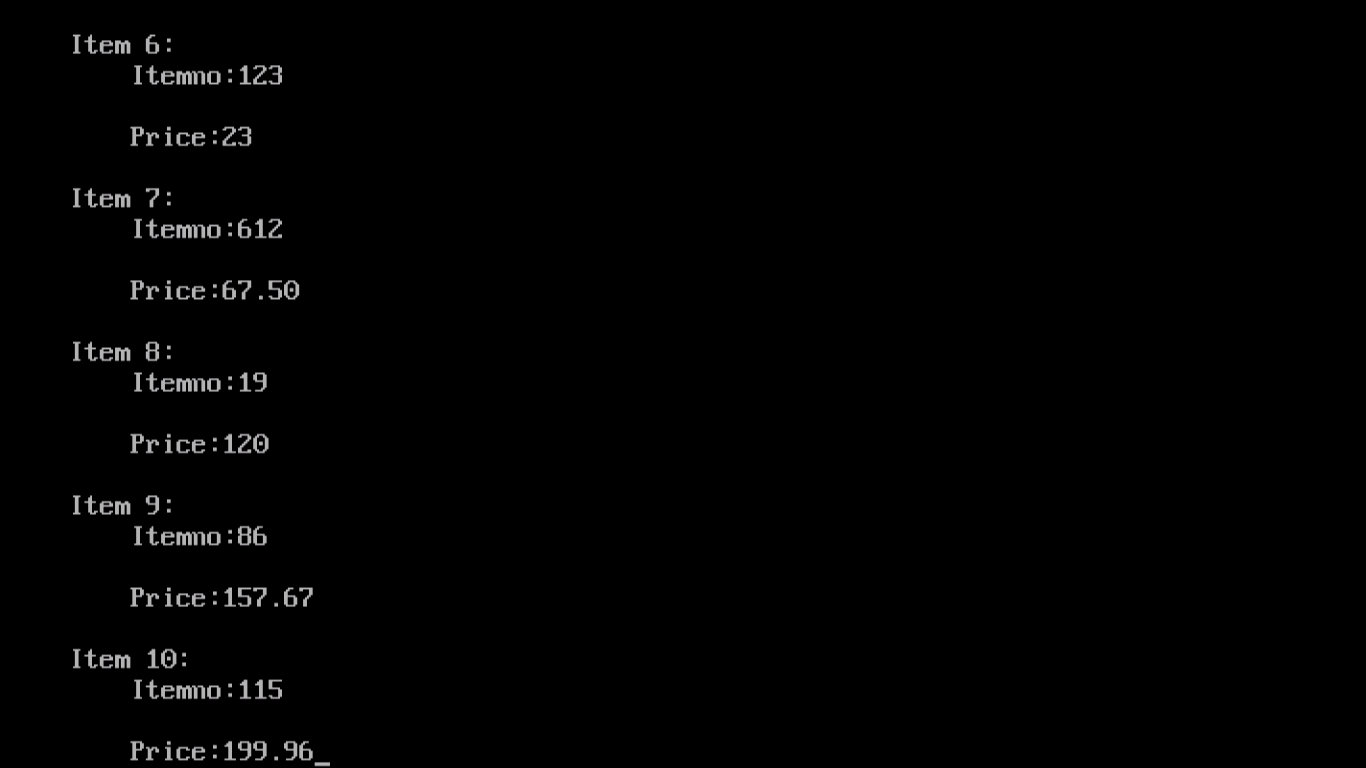 Item 6:
Itemno:123
Price:23
Item 7:
Itemno:612
Price:67.50
Item 8:
Itemno:19
Price:120
Item 9:
Itemno:86
Price:157.67
Item 10:
Itemno:115
Price:199.96_